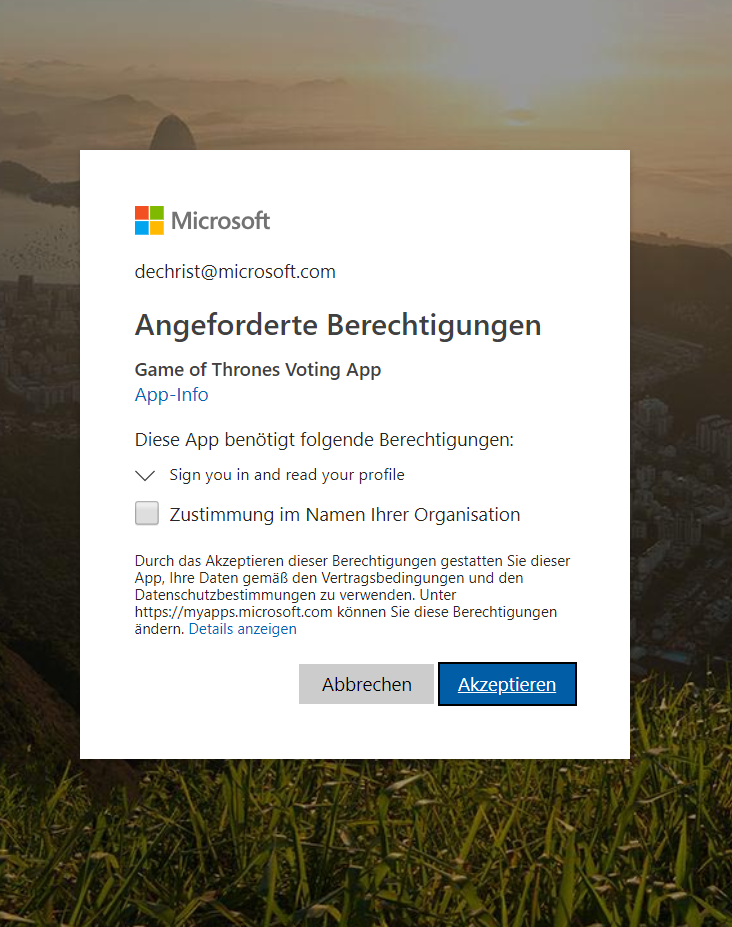 Microsoft
dechrist@microsoft.com
Angeforderte Berechtigungen
Game of Thrones Voting App
App-Info
Diese App benötigt folgende Berechtigungen:
Sign you in and read your profile
Zustimmung im Namen Ihrer Organisation
Durch das Akzeptieren dieser Berechtigungen gestatten Sie dieser
App, Ihre Daten gemäß den Vertragsbedingungen und den
Datenschutzbestimmungen zu verwenden. Unter
https://myapps.microsoft.com können Sie diese Berechtigungen
ändern. Details anzeigen
Abbrechen Akzeptieren